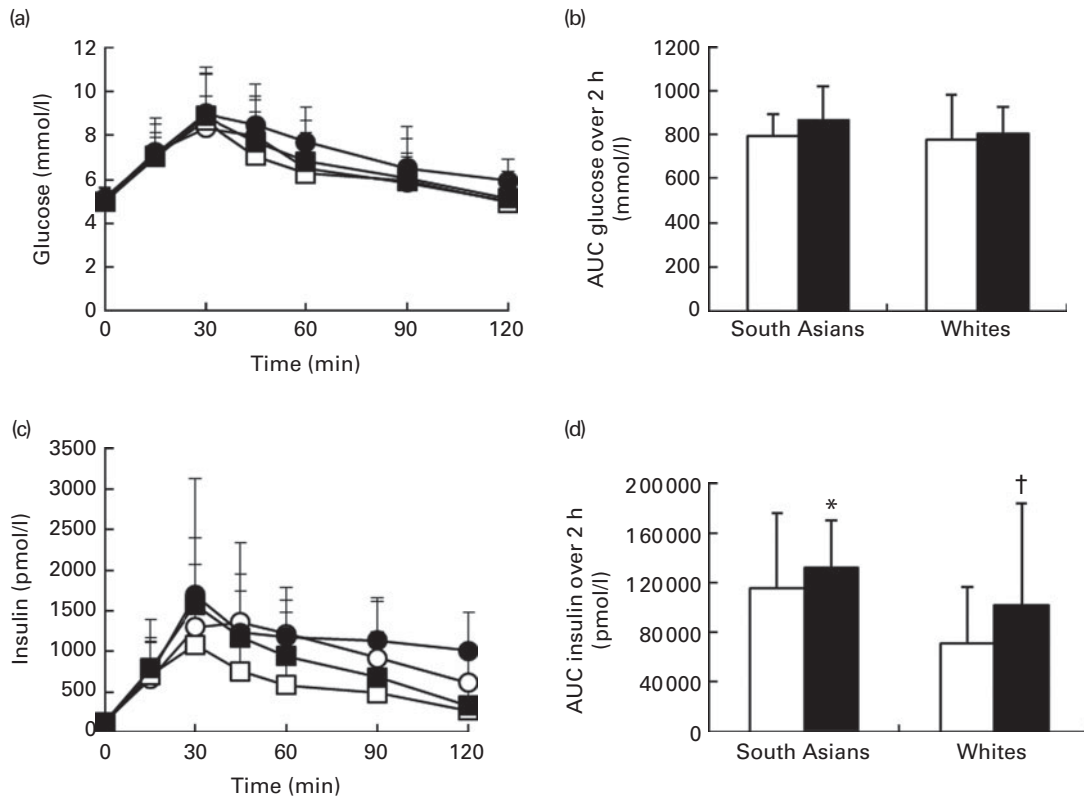 (a)
Glucose (mmol/l)
12
10
8
6
4
2
0
0 30 60 90 120
Time (min)
(b)
AUC glucose over 2 h
(mmol/l)
1200
1000
800
600
400
200
0
South Asians Whites
(c)
Insulin (pmol/l)
3500
3000
2500
2000
1500
1000
500
0
0 30 60 90 120
Time (min)
(d)
AUC insulin over 2 h
(pmol/l)
200 000
160 000
120 000
80 000
40 000
0
* †
South Asians Whites